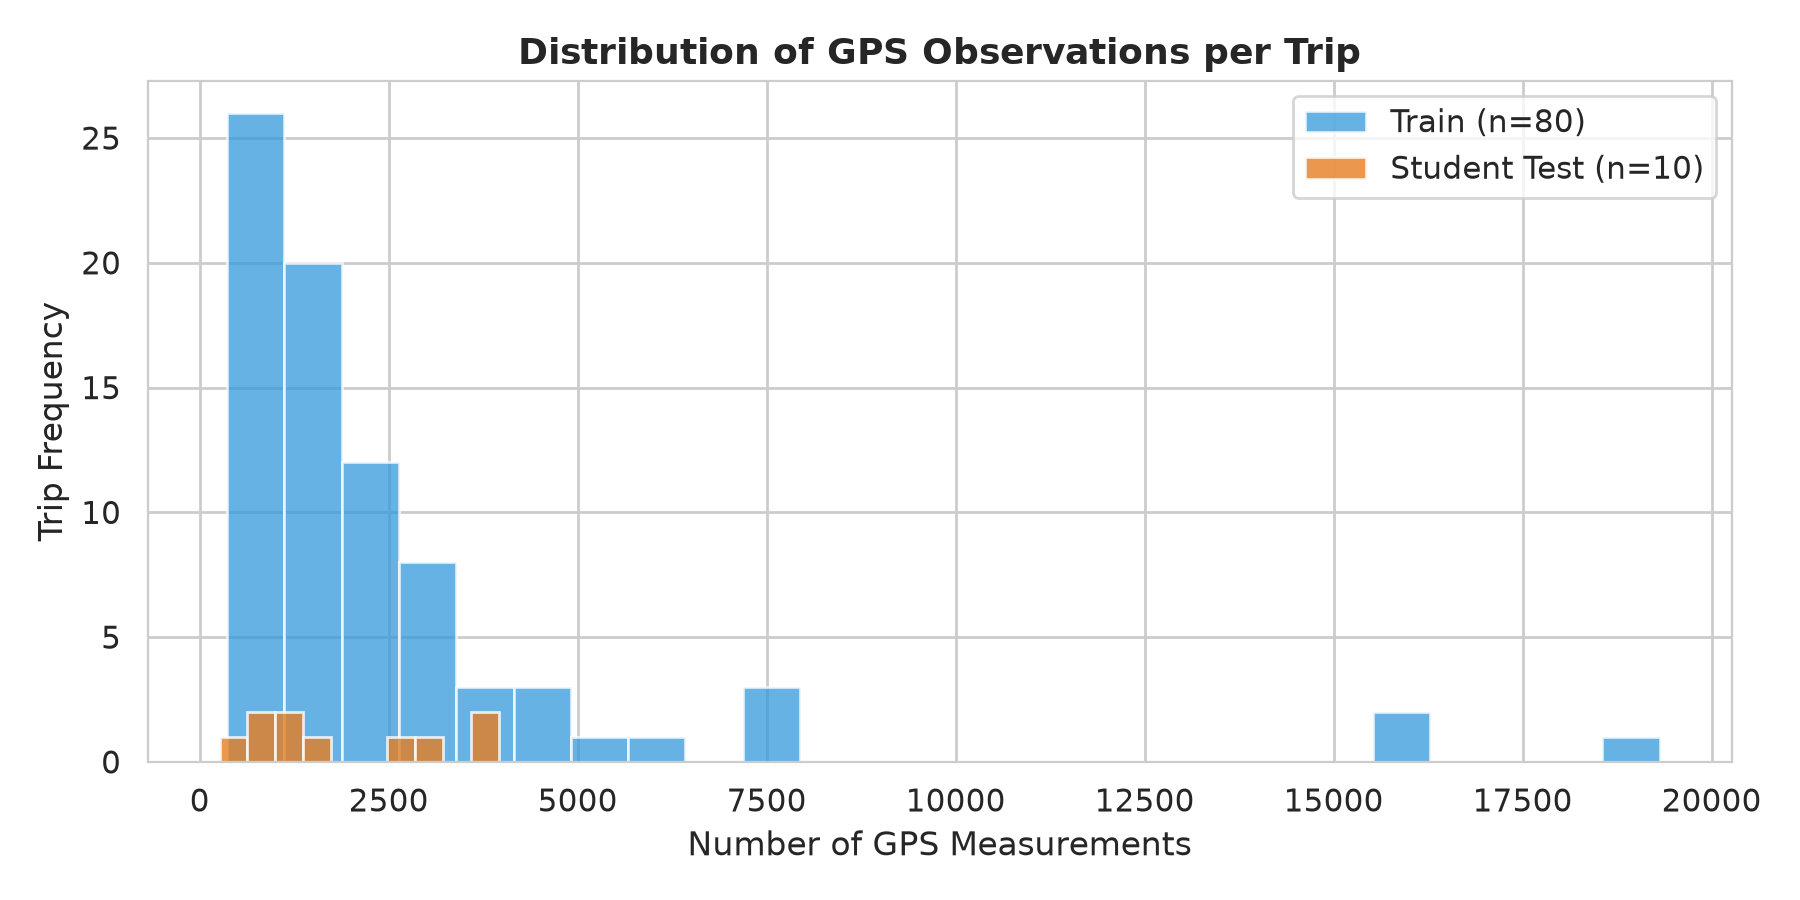 Distribution of GPS Observations per Trip
Train (n=80)
Student Test (n=10)
Trip Frequency
25
20
15
10
5
0
0 2500 5000 7500 10000 12500 15000 17500 20000
Number of GPS Measurements